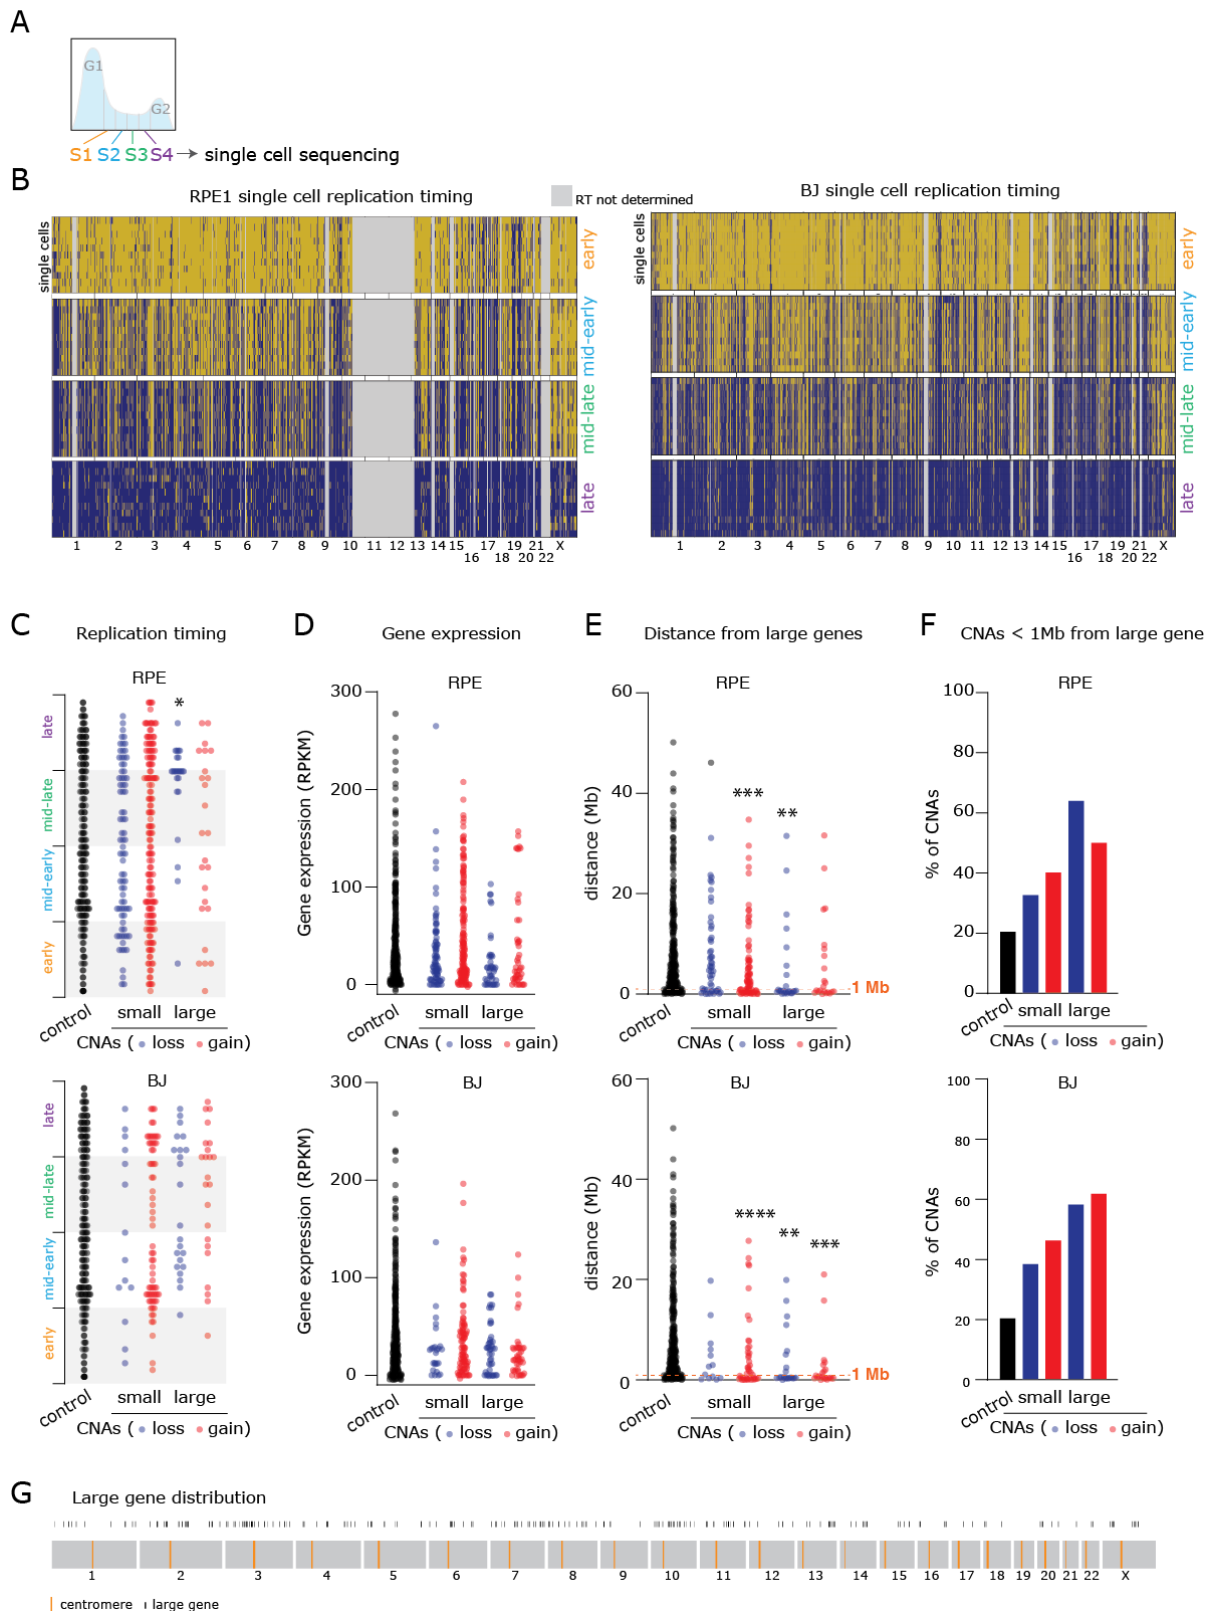 A
G1
G2
S1 S2 S3 S4 → single cell sequencing
B
RPE1 single cell replication timing
RT not determined
BJ single cell replication timing
single cells
early
mid-early
mid-late
late
1 2 3 4 5 6 7 8 9 10 11 12 13 14 15 16 17 18 19 20 21 22 X
single cells
early
mid-early
mid-late
late
1 2 3 4 5 6 7 8 9 10 11 12 13 14 15 16 17 18 19 20 21 22 X
C
Replication timing
RPE
late
mid-late
mid-early
early
*
control
small large
CNAs ( loss gain)
BJ
late
mid-late
mid-early
early
control
small large
CNAs ( loss gain)
D
Gene expression
RPE
Gene expression (RPKM)
300
200
100
0
control
small large
CNAs ( loss gain)
BJ
Gene expression (RPKM)
300
200
100
0
control
small large
CNAs ( loss gain)
E
Distance from large genes
RPE
distance (Mb)
60
40
20
0
***
**
1 Mb
control
small large
CNAs ( loss gain)
BJ
distance (Mb)
60
40
20
0
****
**
***
1 Mb
control
small large
CNAs ( loss gain)
F
CNAs < 1Mb from large gene
RPE
% of CNAs
100
80
60
40
20
0
control
small large
CNAs ( loss gain)
BJ
% of CNAs
100
80
60
40
20
0
control
small large
CNAs ( loss gain)
G
Large gene distribution
1 2 3 4 5 6 7 8 9 10 11 12 13 14 15 16 17 18 19 20 21 22 X
centromere large gene